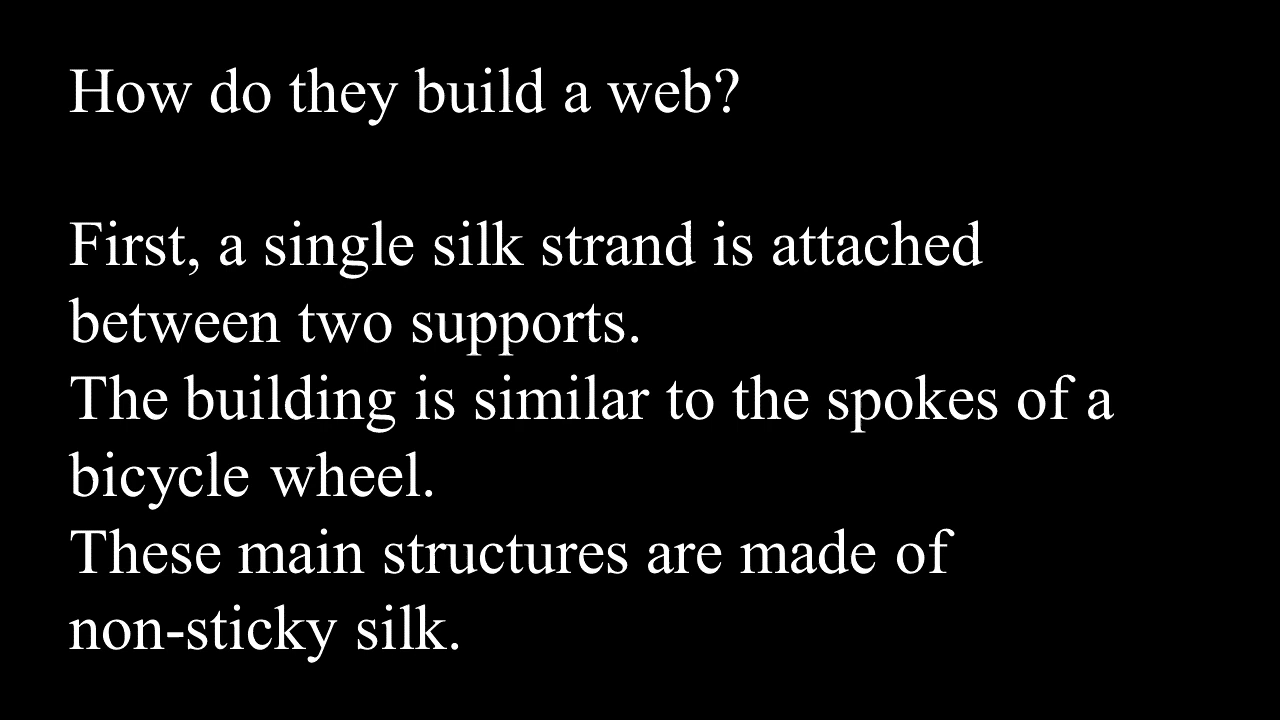 How do they build a web?
First, a single silk strand is attached
between two supports.
The building is similar to the spokes of a
bicycle wheel.
These main structures are made of
non-sticky silk.